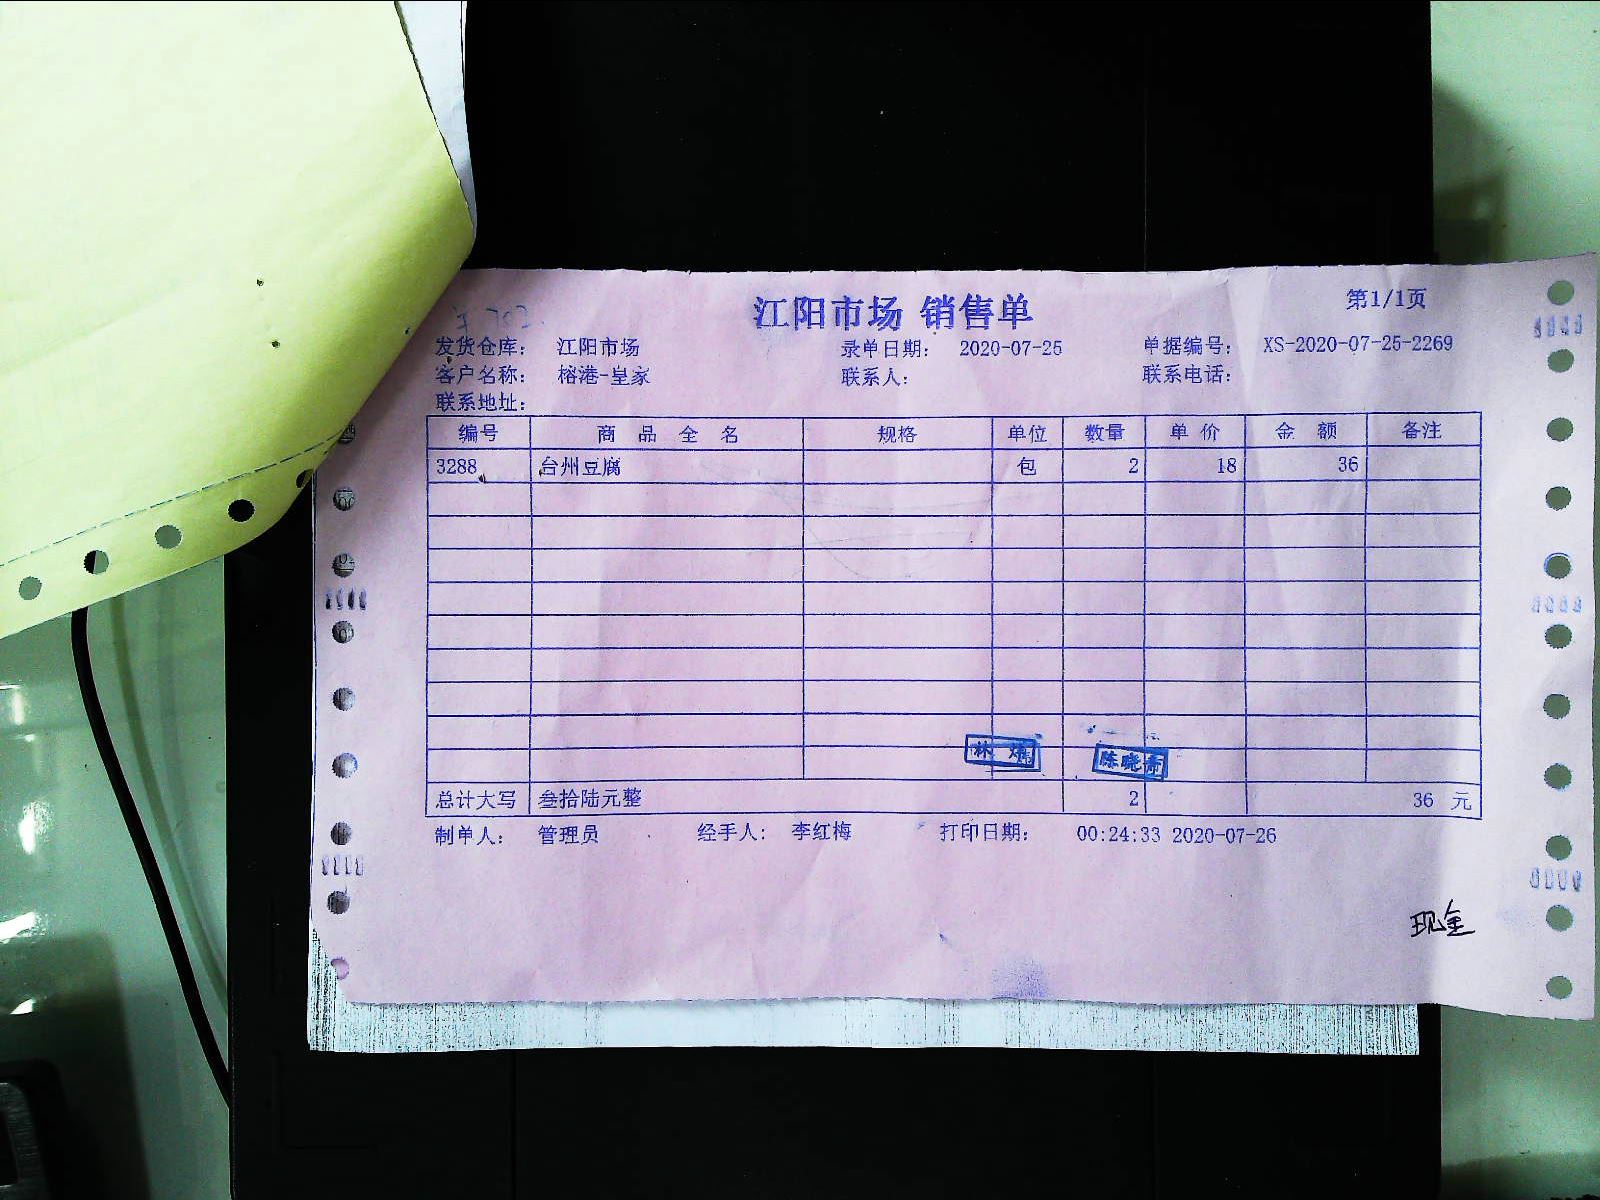 江阳市场 销售单
第1/1页
发货仓库： 江阳市场 录单日期： 2020-07-25 单据编号： XS-2020-07-25-2269
客户名称： 榕港-皇家 联系人： 联系电话：
联系地址：
编号 商品全名 规格 单位 数量 单价 金额 备注
3288 台州豆腐 包 2 18 36
陈晓
总计大写 叁拾陆元整 2 36 元
制单人： 管理员 经手人： 李红梅 打印日期： 00:24:33 2020-07-26
现金